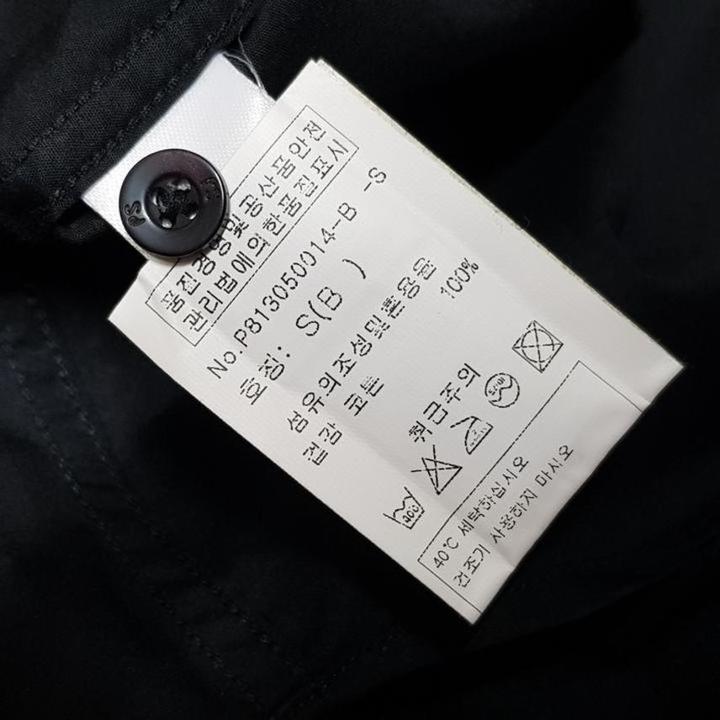 품질경영및공산품안전
관리법에의한품질표시
No.P813050014-B -S
호칭: S(B )
섬유의조성및혼용율
겉감 코튼 100%
취급주의
40℃ 세탁하십시오
건조기 사용하지 마시오